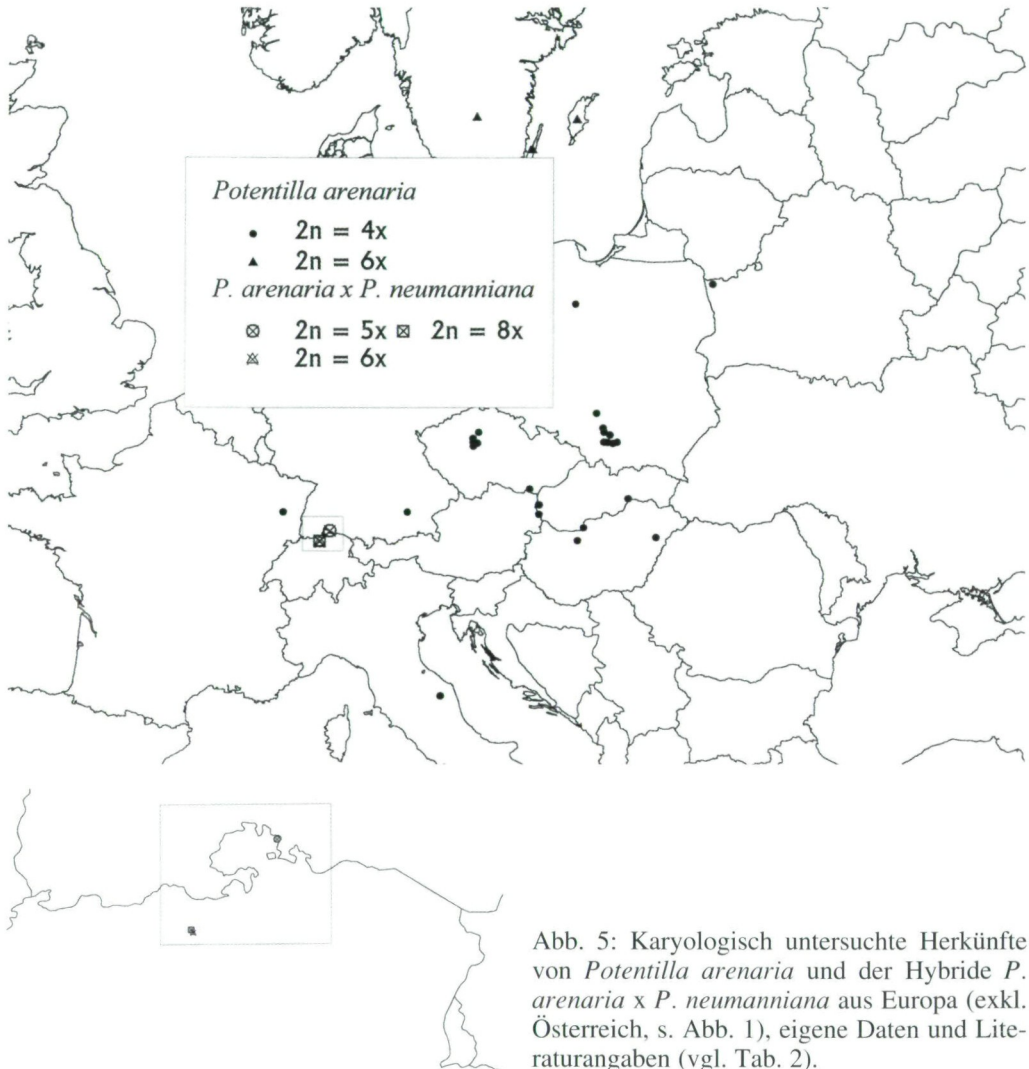 Potentilla arenaria
2n = 4x
2n = 6x
P. arenaria x P. neumanniana
2n = 5x 2n = 8x
2n = 6x
Abb. 5: Karyologisch untersuchte Herkünfte
von Potentilla arenaria und der Hybride P.
arenaria x P. neumanniana aus Europa (exkl.
Österreich, s. Abb. 1), eigene Daten und Lite-
raturangaben (vgl. Tab. 2).